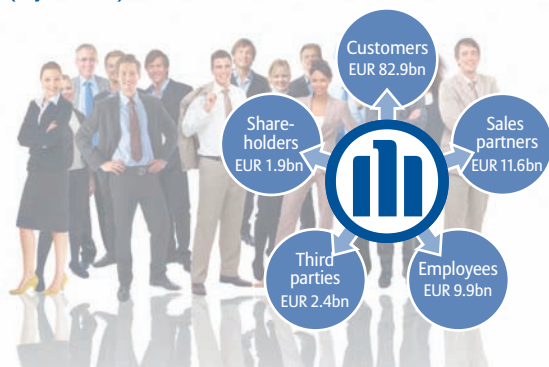 Customers
EUR 82.9bn
Share-
holders
EUR 1.9bn
Sales
partners
EUR 11.6bn
Third
parties
EUR 2.4bn
Employees
EUR 9.9bn